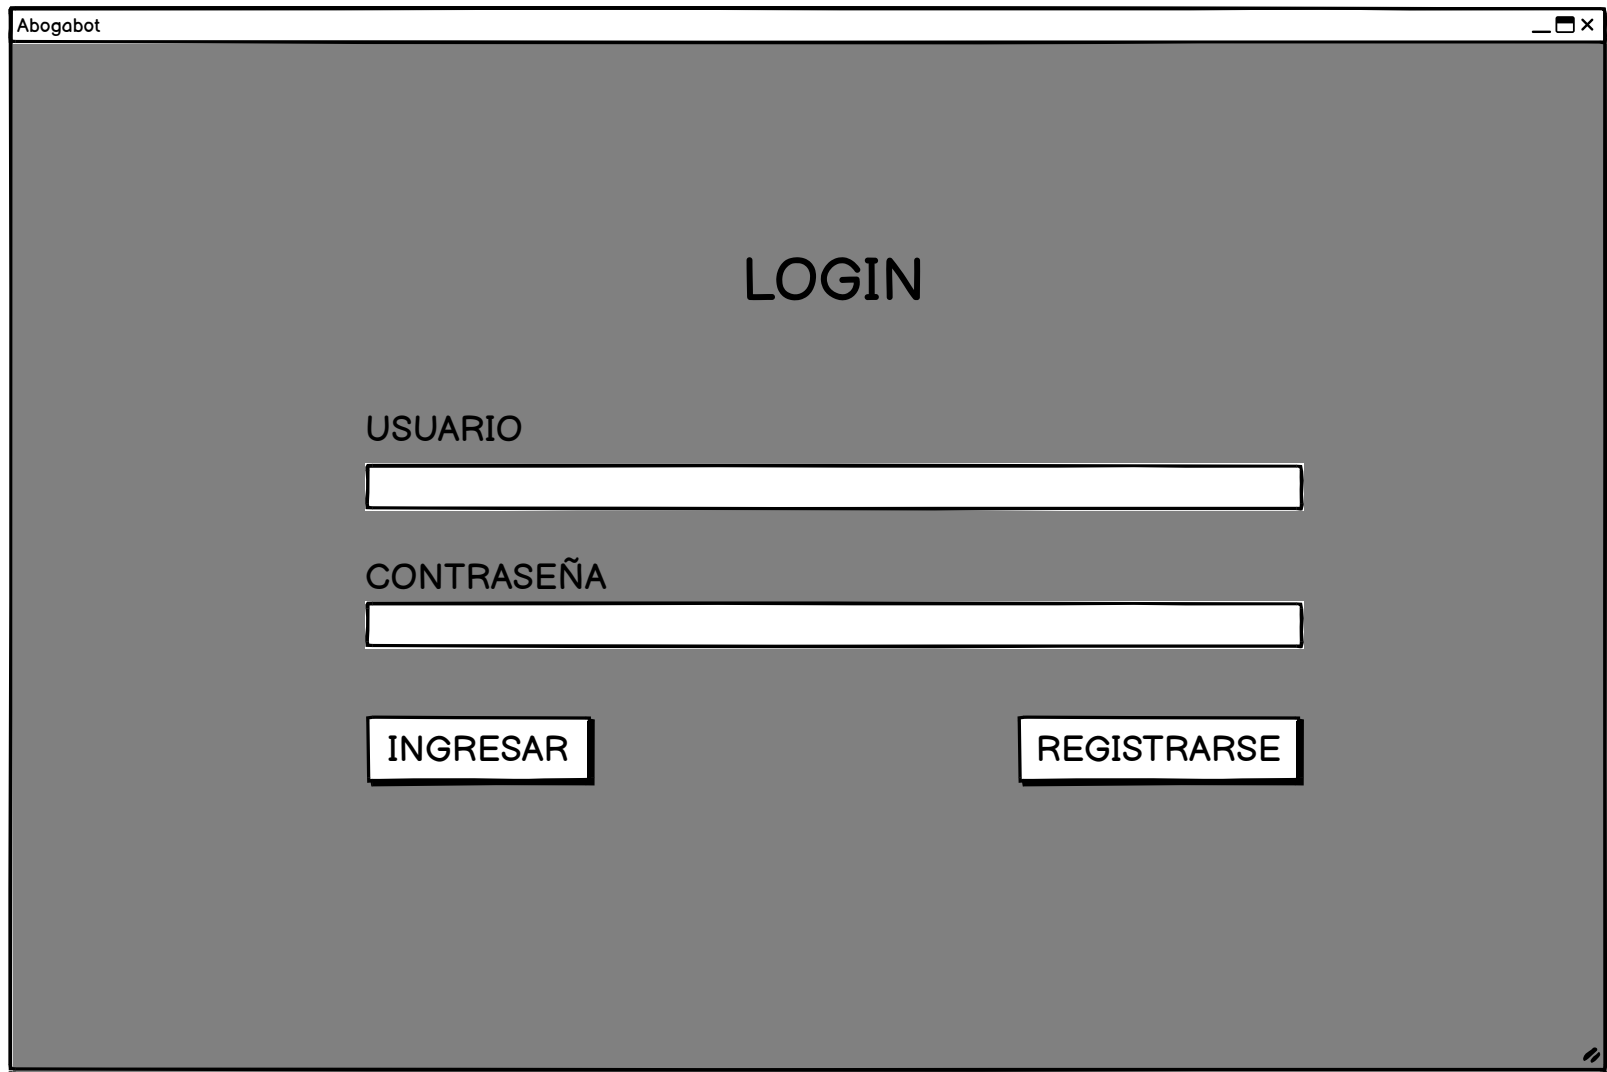 Abogabot
LOGIN
USUARIO
CONTRASEÑA
INGRESAR
REGISTRARSE